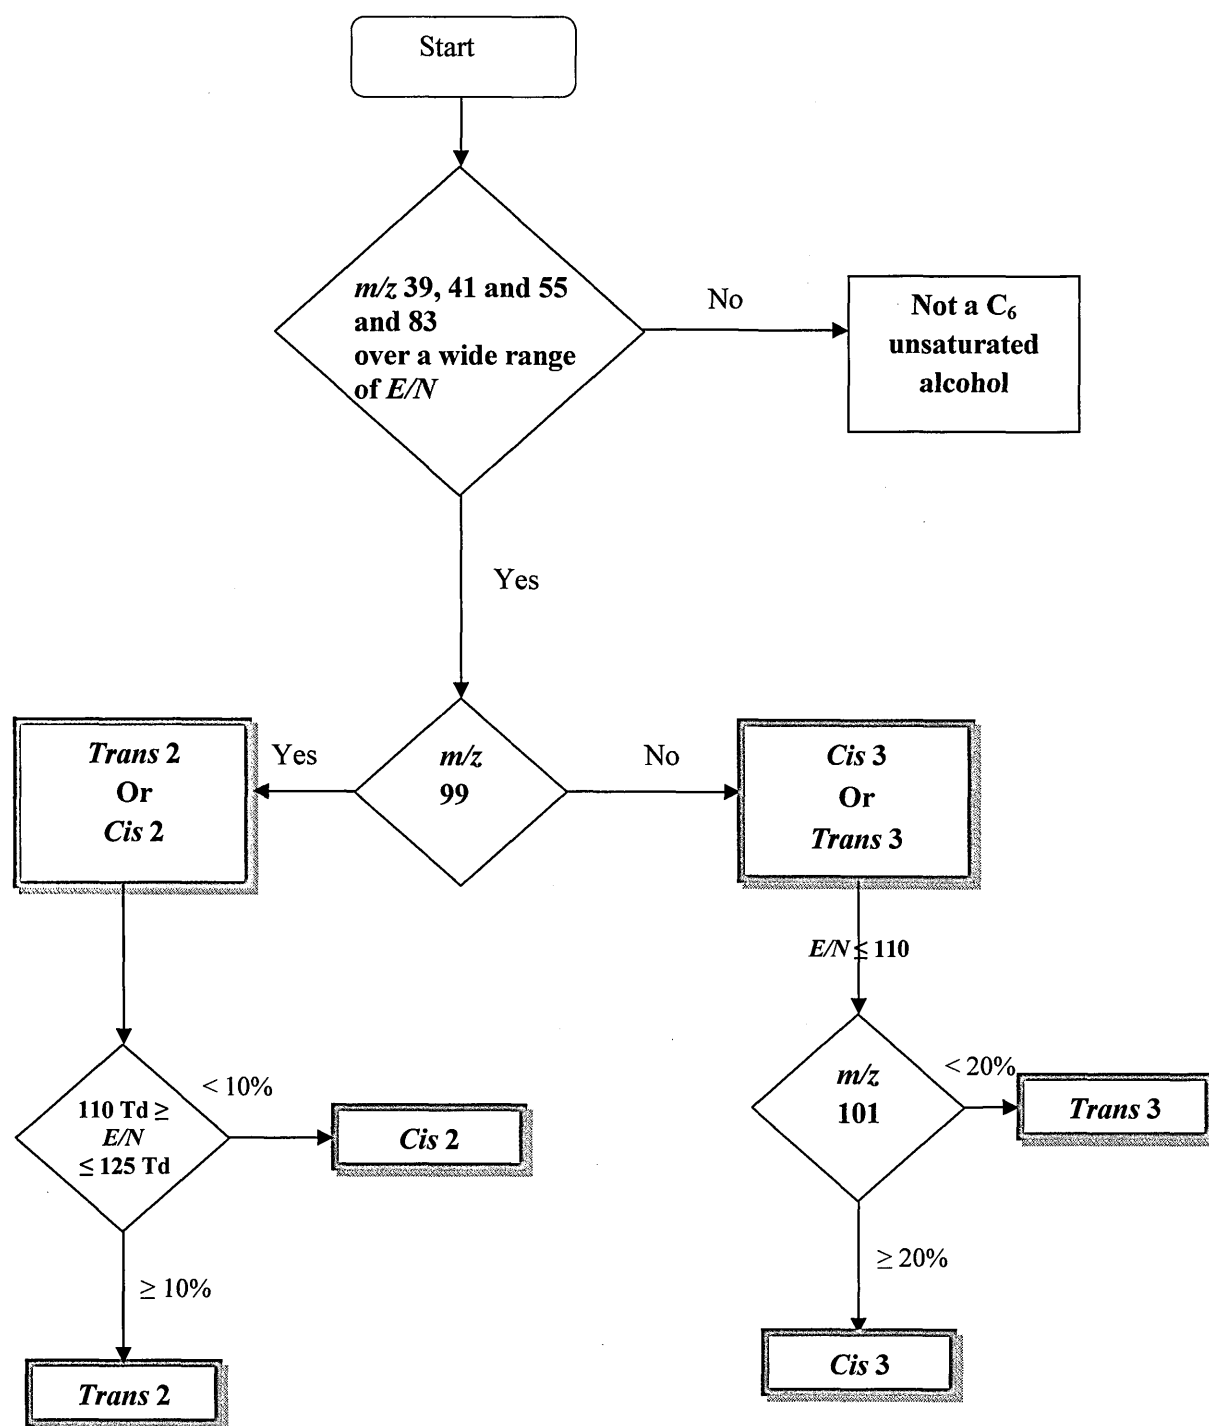 Start
m/z 39, 41 and 55
and 83
over a wide range
of E/N
No
Not a C₆
unsaturated
alcohol
Yes
Trans 2
Or
Cis 2
Yes
m/z
99
No
Cis 3
Or
Trans 3
E/N ≤ 110
110 Td ≥
E/N
≤ 125 Td
< 10%
Cis 2
m/z
101
< 20%
Trans 3
≥ 10%
≥ 20%
Trans 2
Cis 3